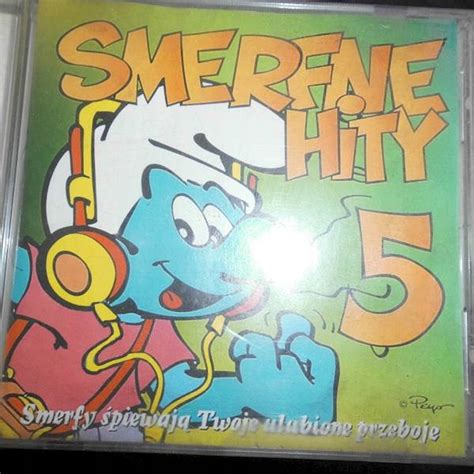 SMERFNE
HiTY
5
© Peyo
Smerfy śpiewają Twoje ulubione przeboje